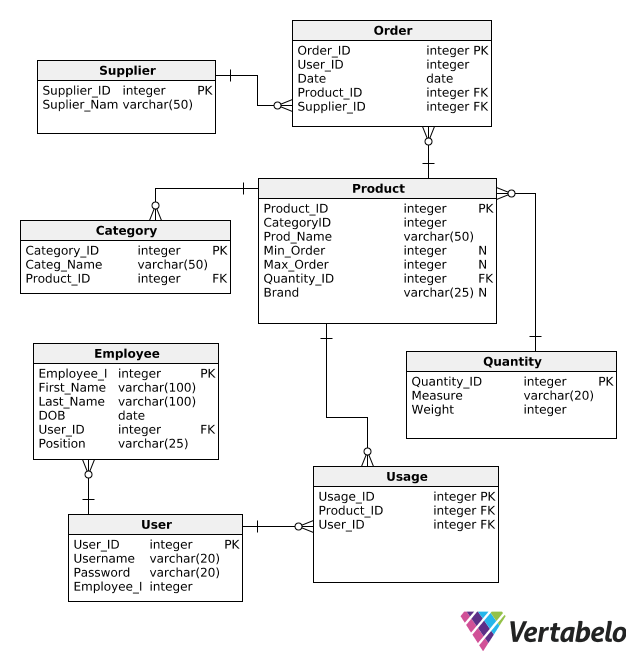 Order
Order_ID integer PK
User_ID integer
Date date
Product_ID integer FK
Supplier_ID integer FK
Supplier
Supplier_ID integer PK
Suplier_Nam varchar(50)
Product
Product_ID integer PK
CategoryID integer
Prod_Name varchar(50)
Min_Order integer N
Max_Order integer N
Quantity_ID integer FK
Brand varchar(25) N
Category
Category_ID integer PK
Categ_Name varchar(50)
Product_ID integer FK
Employee
Employee_I integer PK
First_Name varchar(100)
Last_Name varchar(100)
DOB date
User_ID integer FK
Position varchar(25)
Quantity
Quantity_ID integer PK
Measure varchar(20)
Weight integer
Usage
Usage_ID integer PK
Product_ID integer FK
User_ID integer FK
User
User_ID integer PK
Username varchar(20)
Password varchar(20)
Employee_I integer
Vertabelo